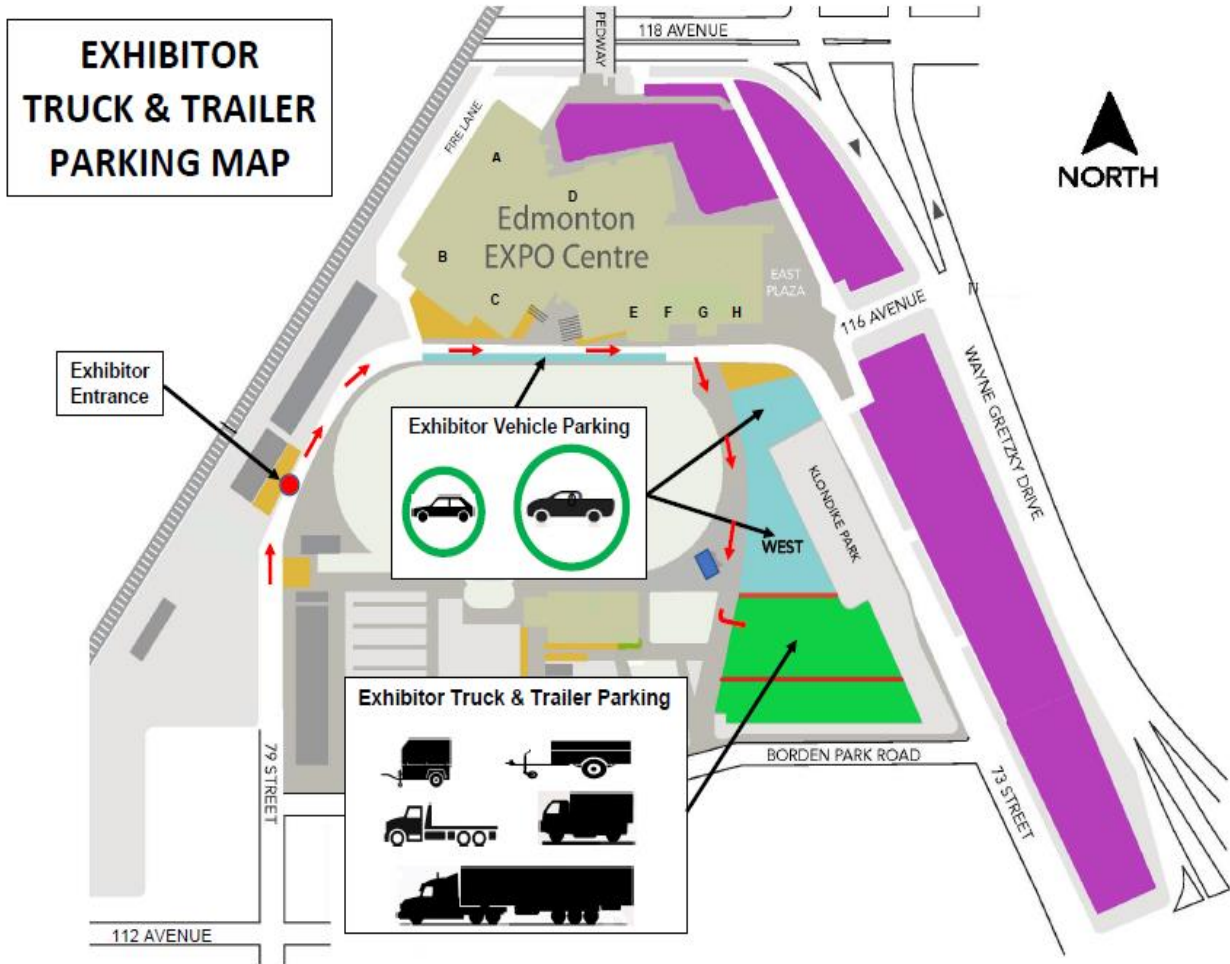 EXHIBITOR
TRUCK & TRAILER
PARKING MAP
PEDWAY
118 AVENUE
NORTH
FIRE LANE
A
D
Edmonton
EXPO Centre
B
C
E F G H
EAST
PLAZA
116 AVENUE
WAYNE GRETZKY DRIVE
Exhibitor
Entrance
Exhibitor Vehicle Parking
KLONDIKE PARK
WEST
Exhibitor Truck & Trailer Parking
79 STREET
BORDEN PARK ROAD
73 STREET
112 AVENUE